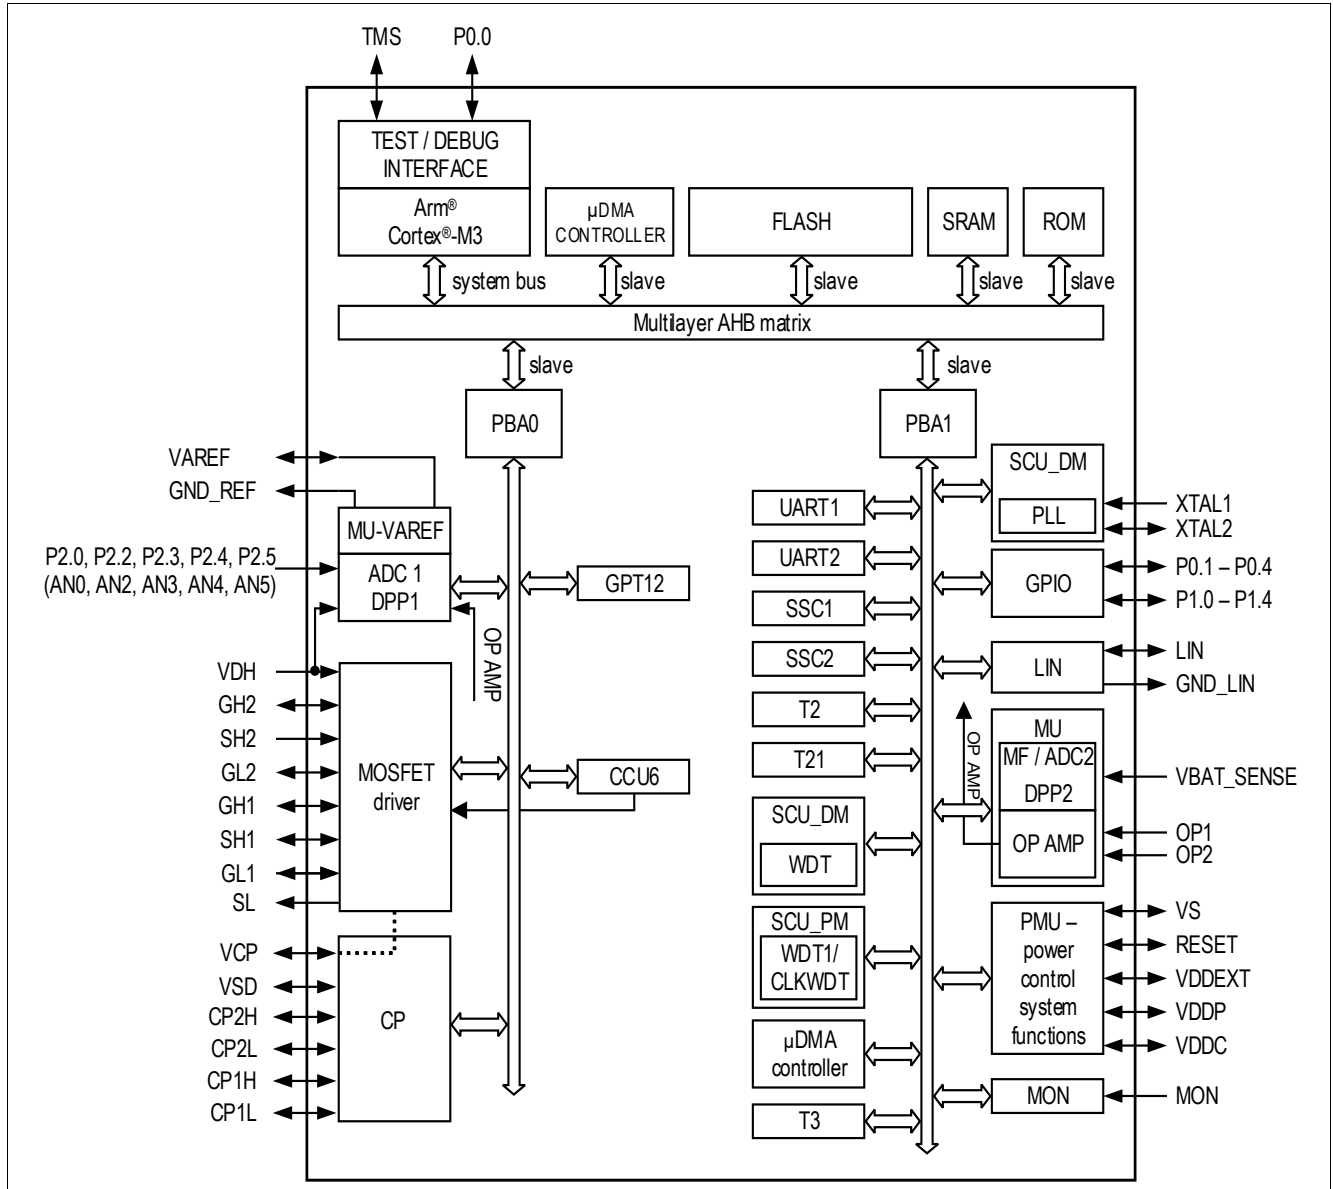 TMS
P0.0
TEST / DEBUG
INTERFACE
Arm®
Cortex®-M3
µDMA
CONTROLLER
FLASH
SRAM
ROM
system bus
slave
slave
slave
slave
Multilayer AHB matrix
slave
slave
PBA0
PBA1
VAREF
GND_REF
MU-VAREF
P2.0, P2.2, P2.3, P2.4, P2.5
(AN0, AN2, AN3, AN4, AN5)
ADC 1
DPP1
GPT12
OP AMP
VDH
GH2
SH2
GL2
GH1
SH1
GL1
SL
MOSFET
driver
CCU6
VCP
VSD
CP2H
CP2L
CP1H
CP1L
CP
UART1
UART2
SSC1
SSC2
T2
T21
SCU_DM
WDT
SCU_PM
WDT1/
CLKWDT
µDMA
controller
T3
SCU_DM
PLL
XTAL1
XTAL2
GPIO
P0.1 – P0.4
P1.0 – P1.4
LIN
LIN
GND_LIN
OP AMP
MU
MF / ADC2
DPP2
OP AMP
VBAT_SENSE
OP1
OP2
PMU –
power
control
system
functions
VS
RESET
VDDEXT
VDDP
VDDC
MON
MON